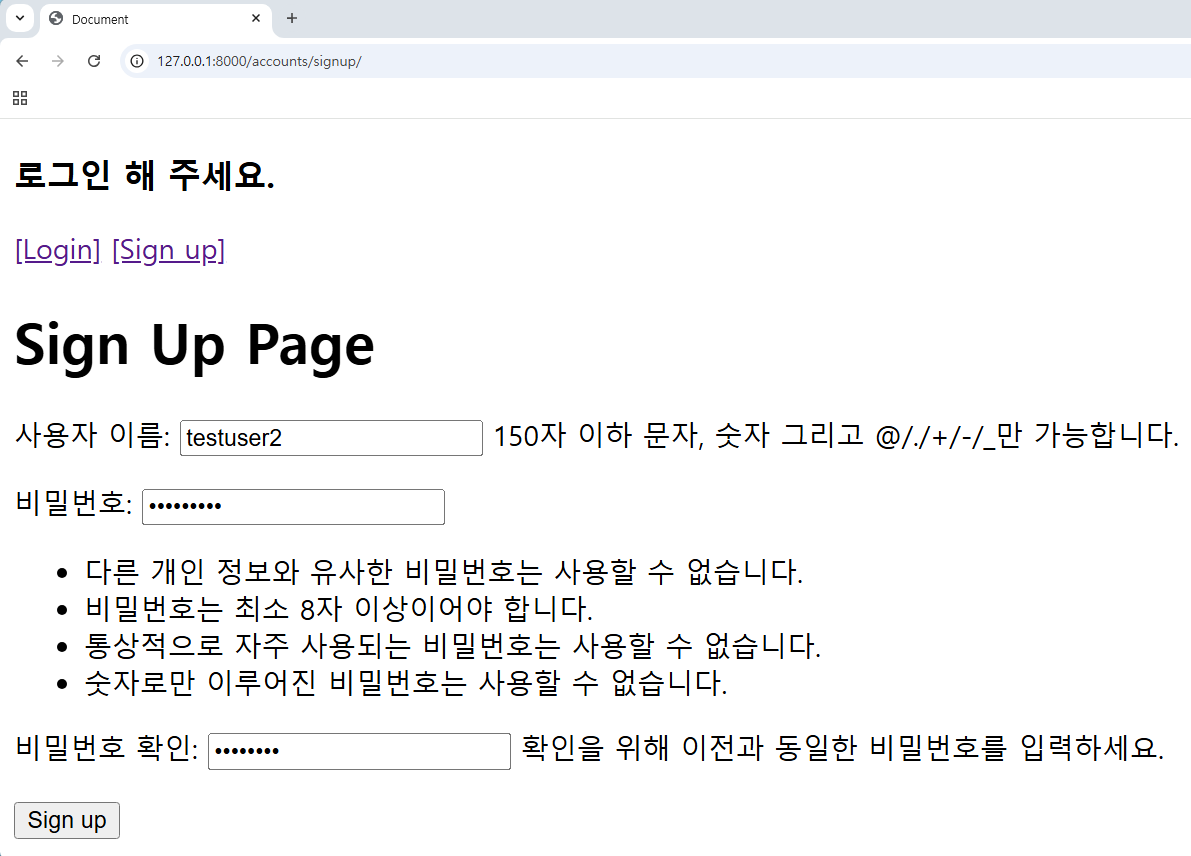 Document
127.0.0.1:8000/accounts/signup/
로그인 해 주세요.
[Login] [Sign up]
Sign Up Page
사용자 이름: testuser2 150자 이하 문자, 숫자 그리고 @/./+/-/_만 가능합니다.
비밀번호: •••••••••
• 다른 개인 정보와 유사한 비밀번호는 사용할 수 없습니다.
• 비밀번호는 최소 8자 이상이어야 합니다.
• 통상적으로 자주 사용되는 비밀번호는 사용할 수 없습니다.
• 숫자로만 이루어진 비밀번호는 사용할 수 없습니다.
비밀번호 확인: •••••••• 확인을 위해 이전과 동일한 비밀번호를 입력하세요.
Sign up